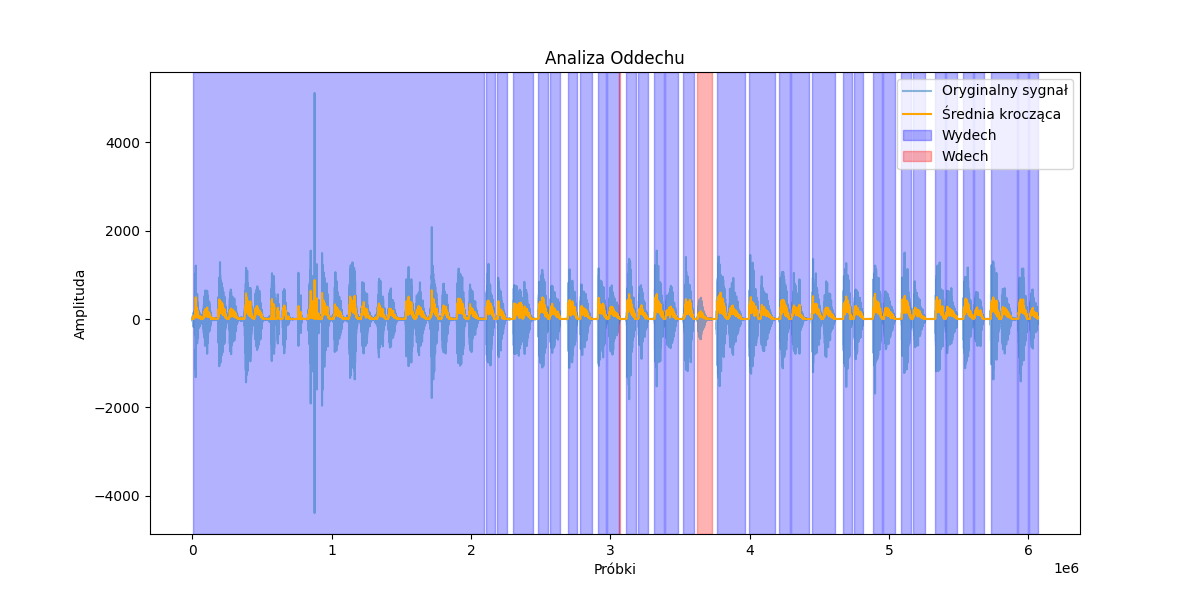 Analiza Oddechu
Oryginalny sygnał
Średnia krocząca
Wydech
Wdech
Amplituda
4000
2000
0
−2000
−4000
0 1 2 3 4 5 6
1e6
Próbki